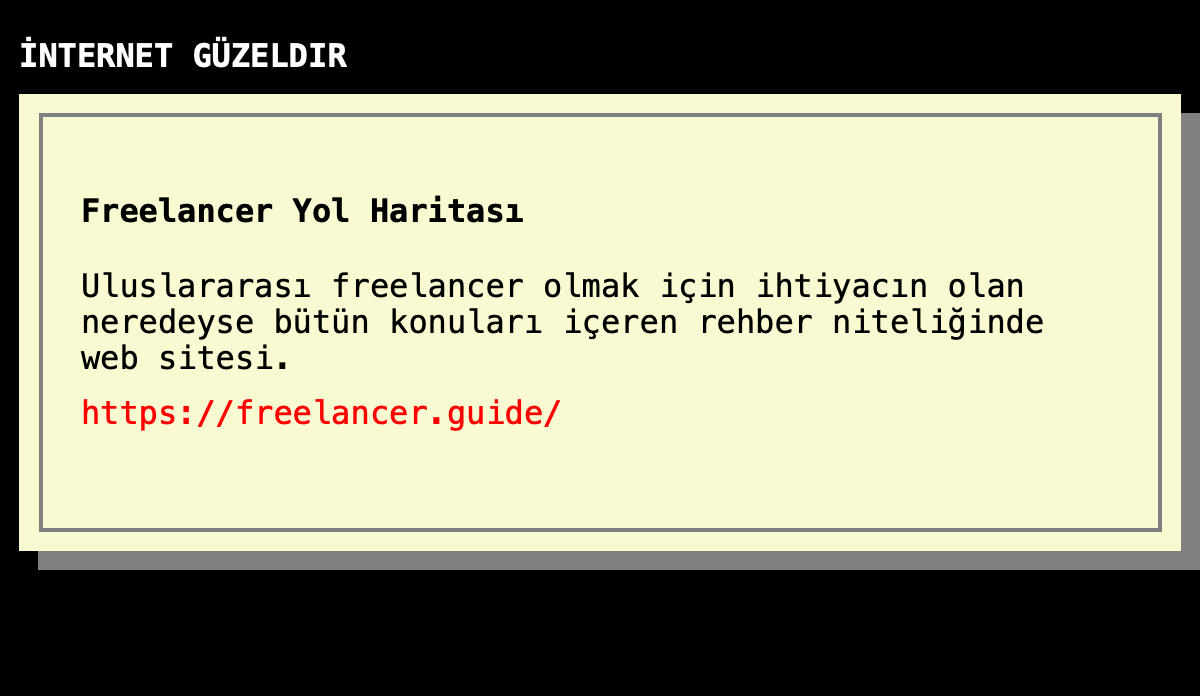 İNTERNET GÜZELDIR
Freelancer Yol Haritası
Uluslararası freelancer olmak için ihtiyacın olan
neredeyse bütün konuları içeren rehber niteliğinde
web sitesi.
https://freelancer.guide/